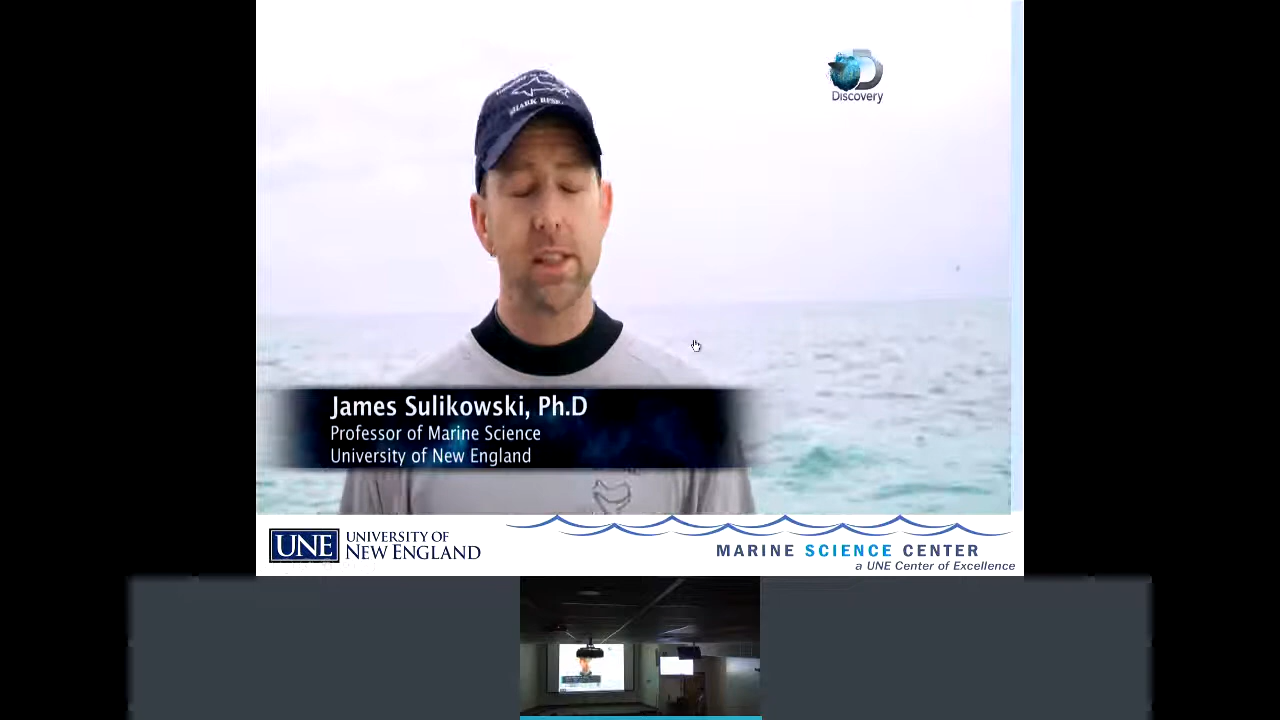 Discovery
SHARK
James Sulikowski, Ph.D
Professor of Marine Science
University of New England
UNE
UNIVERSITY OF
NEW ENGLAND
MARINE SCIENCE CENTER
a UNE Center of Excellence